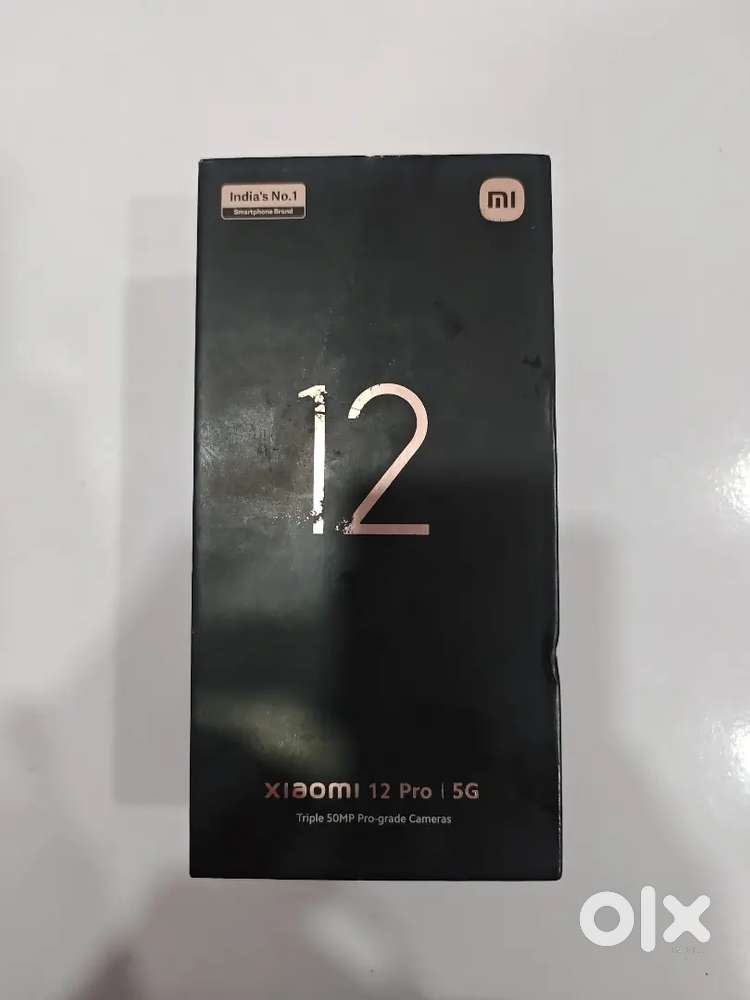 India's No.1
Smartphone Brand
mi
12
xiaomi 12 Pro | 5G
Triple 50MP Pro-grade Cameras
olx